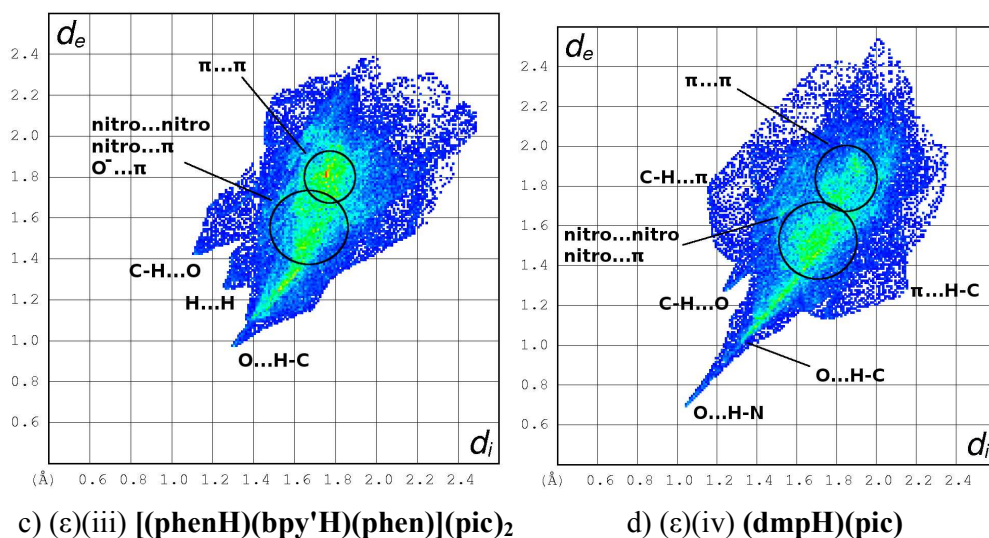 de
2.4
2.2
2.0
1.8
1.6
1.4
1.2
1.0
0.8
0.6
π...π
nitro...nitro
nitro...π
O⁻...π
C-H...O
H...H
O...H-C
di
(Å) 0.6 0.8 1.0 1.2 1.4 1.6 1.8 2.0 2.2 2.4
c) (ε)(iii) [(phenH)(bpy'H)(phen)](pic)₂
de
2.4
2.2
2.0
1.8
1.6
1.4
1.2
1.0
0.8
0.6
π...π
C-H...π
nitro...nitro
nitro...π
C-H...O
π...H-C
O...H-C
O...H-N
di
(Å) 0.6 0.8 1.0 1.2 1.4 1.6 1.8 2.0 2.2 2.4
d) (ε)(iv) (dmpH)(pic)